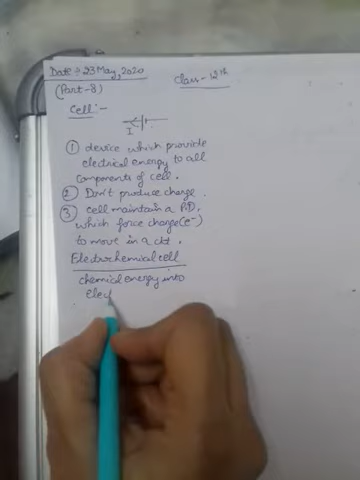 Date :- 23 May, 2020
Class - 12th
(Part-8)
Cell :-
I
① device which provide
electrical energy to all
components of cell.
② Don't produce charge.
③ cell maintain a P.D,
which force charge (e⁻)
to move in a ckt.
Electrochemical cell
chemical energy into
Elec